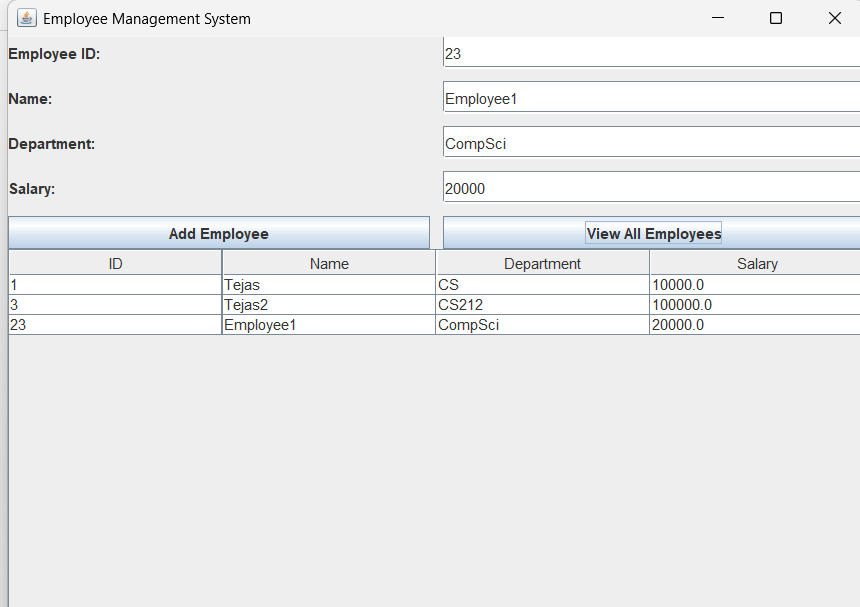 Employee Management System
Employee ID: 23
Name: Employee1
Department: CompSci
Salary: 20000
Add Employee View All Employees
ID Name Department Salary
1 Tejas CS 10000.0
3 Tejas2 CS212 100000.0
23 Employee1 CompSci 20000.0